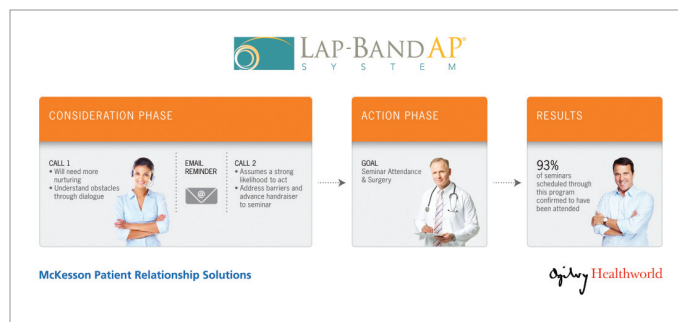 LAP-BAND AP®
SYSTEM
CONSIDERATION PHASE
CALL 1
• Will need more
nurturing
• Understand obstacles
through dialogue
EMAIL
REMINDER
@
CALL 2
• Assumes a strong
likelihood to act
• Address barriers and
advance handraiser
to seminar
ACTION PHASE
GOAL
Seminar Attendance
& Surgery
RESULTS
93%
of seminars
scheduled through
this program
confirmed to have
been attended
McKesson Patient Relationship Solutions
Ogilvy Healthworld